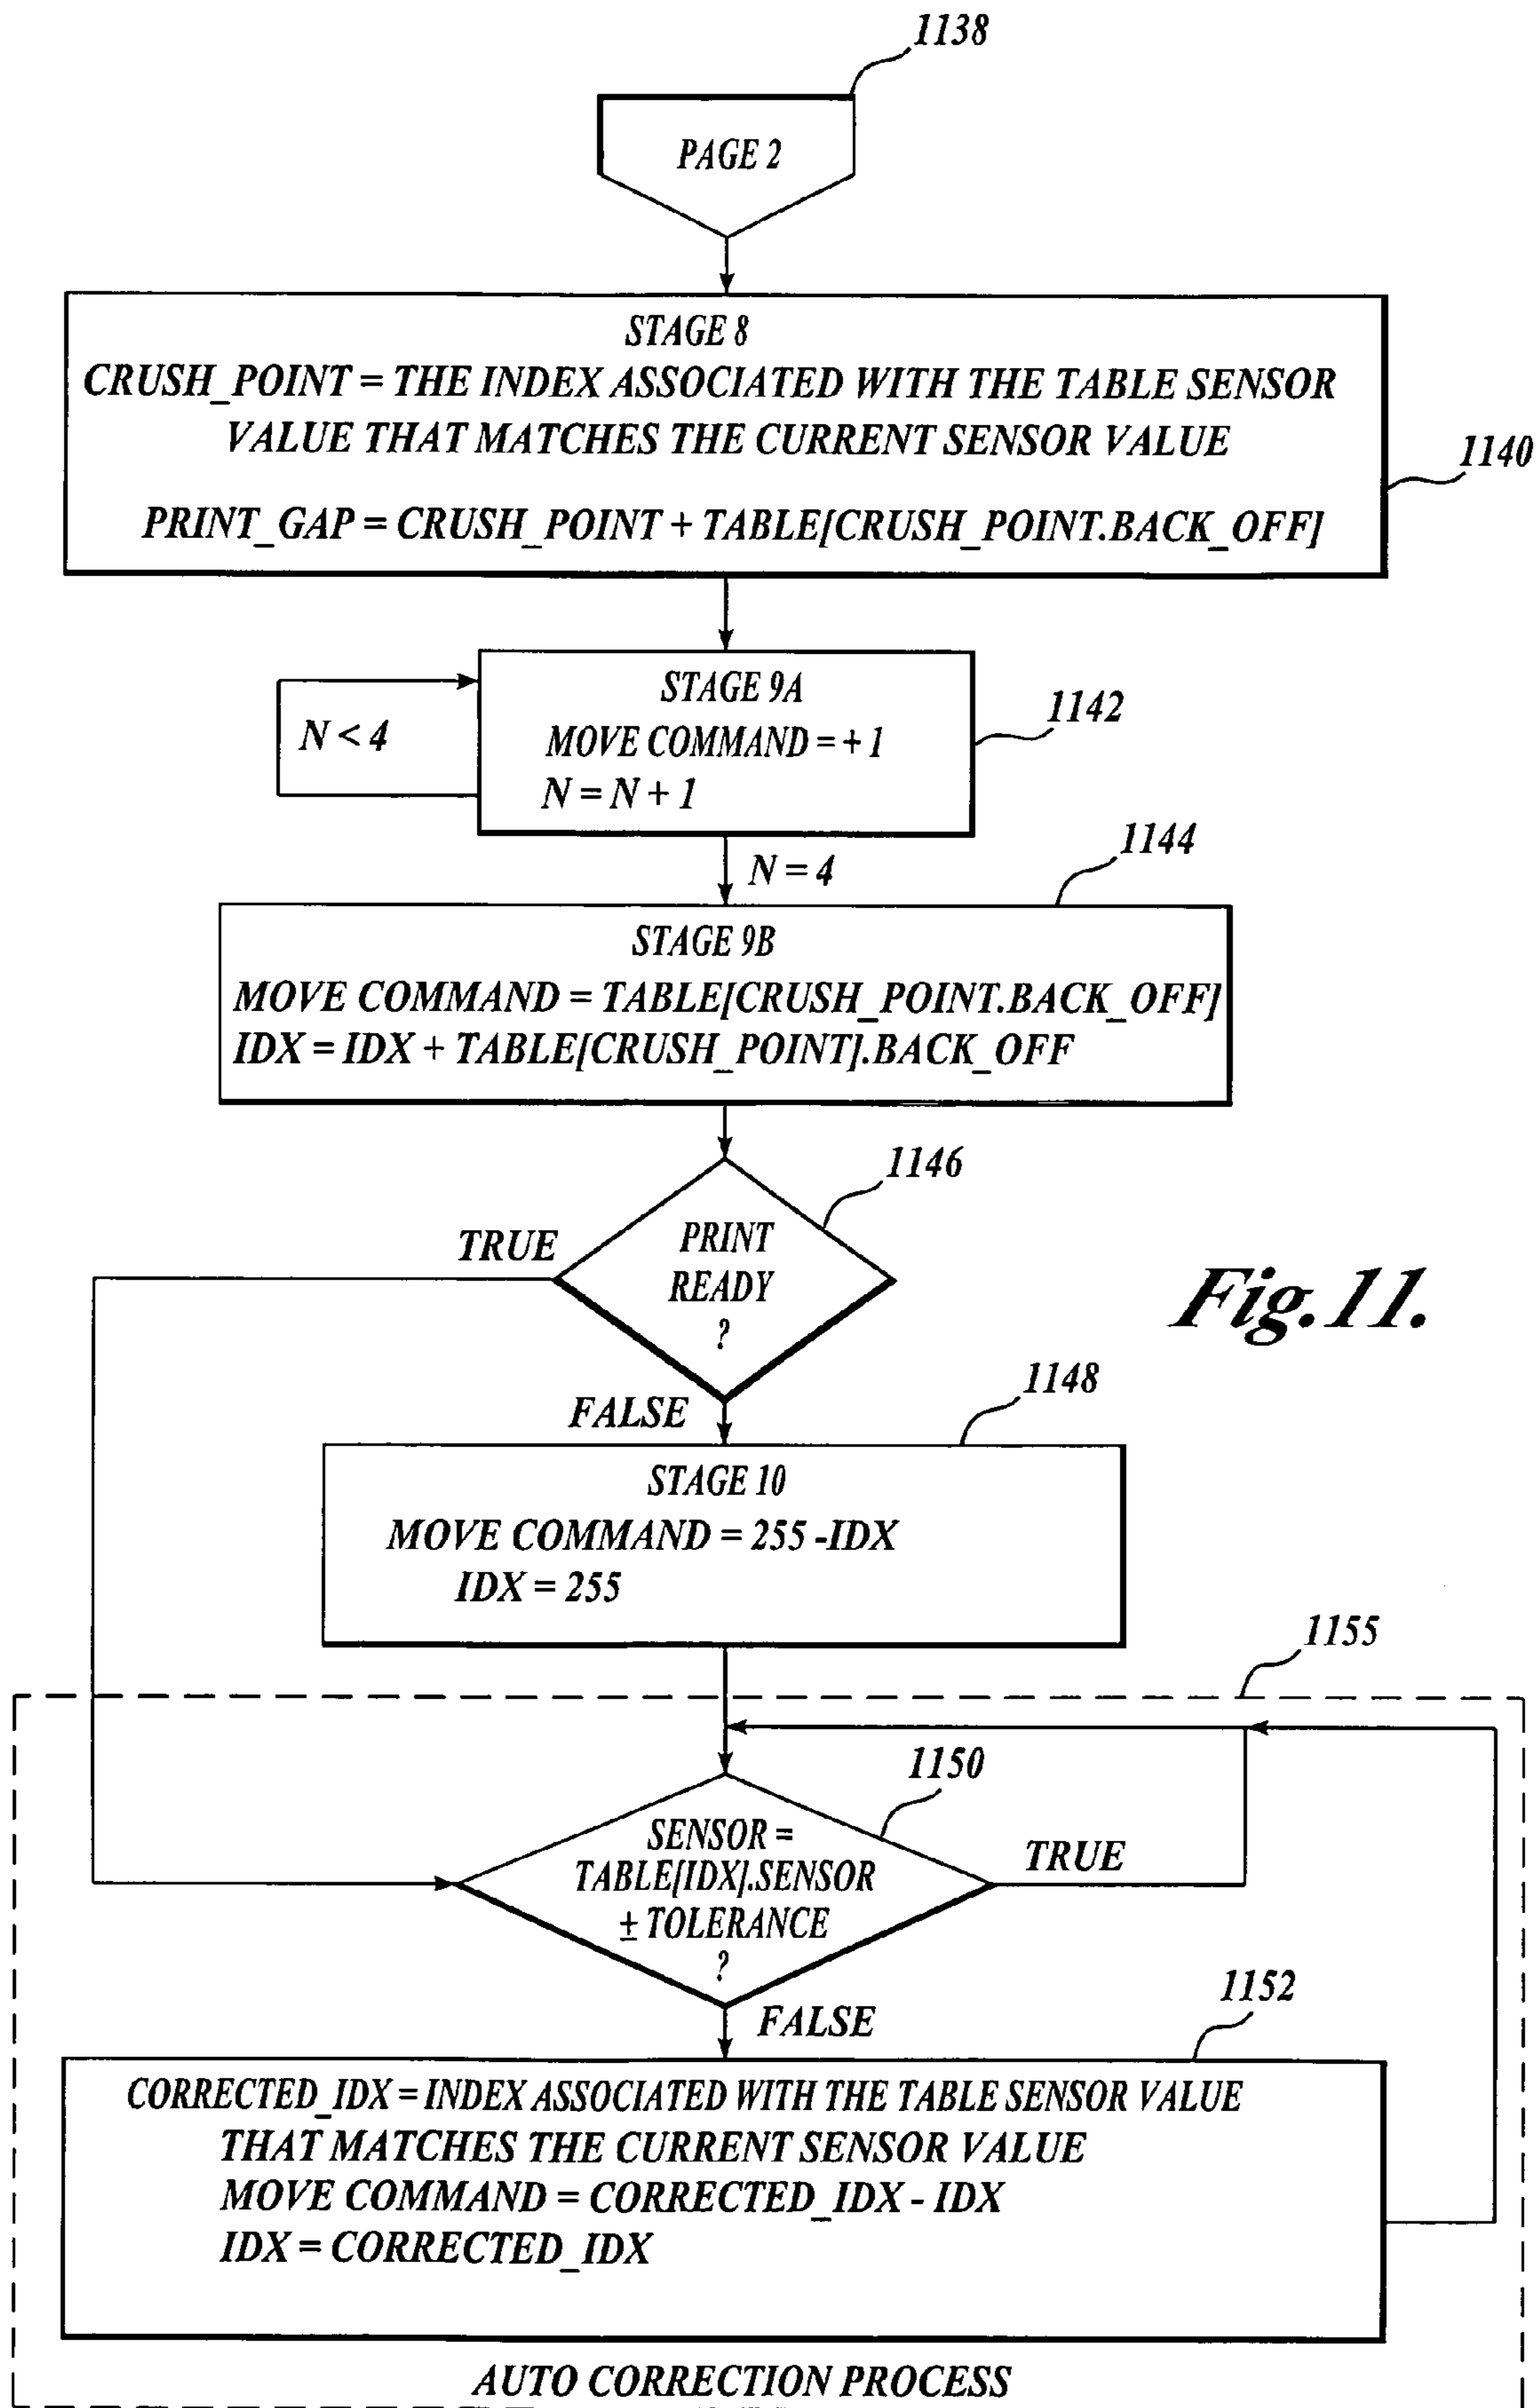 1138
PAGE 2
STAGE 8
CRUSH_POINT = THE INDEX ASSOCIATED WITH THE TABLE SENSOR
VALUE THAT MATCHES THE CURRENT SENSOR VALUE
1140
PRINT_GAP = CRUSH_POINT + TABLE[CRUSH_POINT.BACK_OFF]
STAGE 9A
1142
N < 4
MOVE COMMAND = + 1
N = N + 1
1144
N = 4
STAGE 9B
MOVE COMMAND = TABLE[CRUSH_POINT.BACK_OFF]
IDX = IDX + TABLE[CRUSH_POINT].BACK_OFF
1146
TRUE
PRINT
READY
?
Fig.11.
1148
FALSE
STAGE 10
MOVE COMMAND = 255 -IDX
IDX = 255
1155
1150
SENSOR =
TABLE[IDX].SENSOR
± TOLERANCE
?
TRUE
1152
FALSE
CORRECTED_IDX = INDEX ASSOCIATED WITH THE TABLE SENSOR VALUE
THAT MATCHES THE CURRENT SENSOR VALUE
MOVE COMMAND = CORRECTED_IDX - IDX
IDX = CORRECTED_IDX
AUTO CORRECTION PROCESS